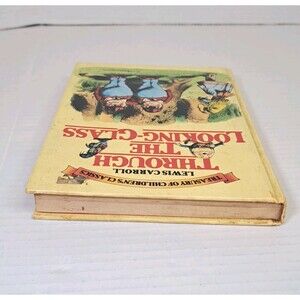 TREASURY OF CHILDREN'S CLASSICS
LEWIS CARROLL
THROUGH
THE
LOOKING-GLASS